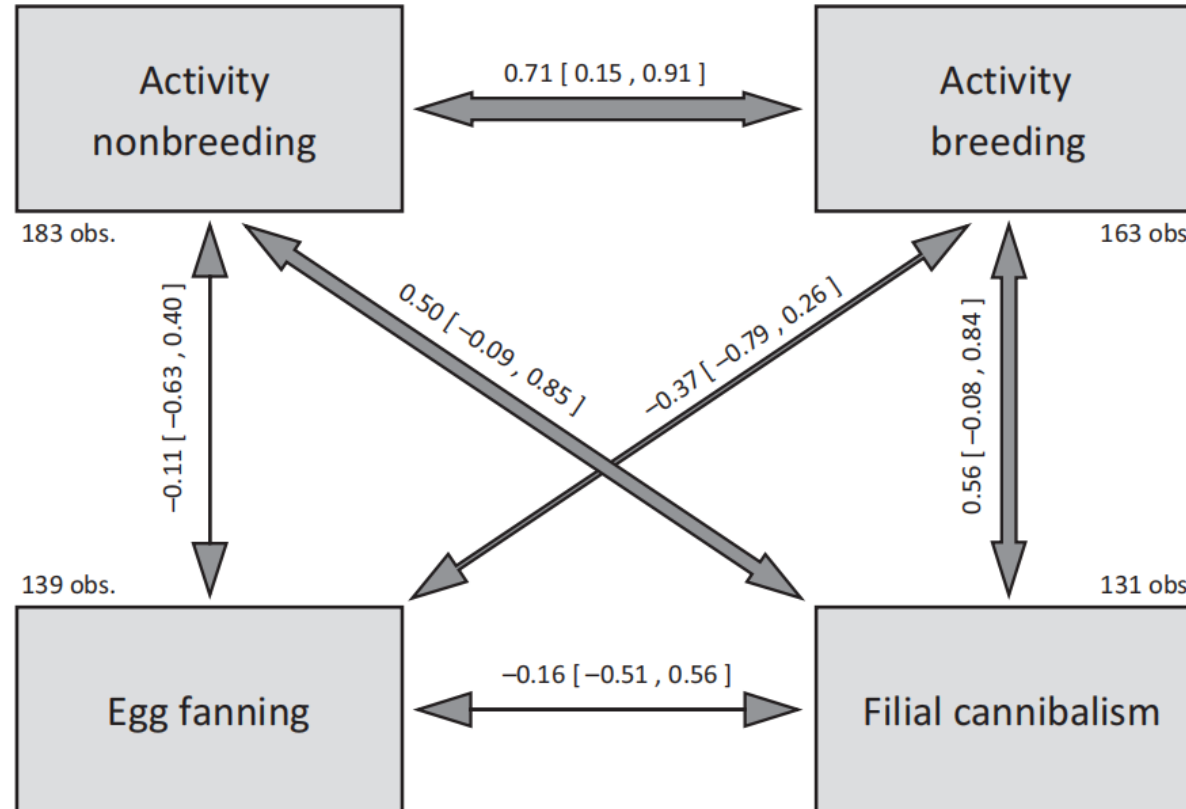 Activity
nonbreeding
0.71 [ 0.15 , 0.91 ]
Activity
breeding
183 obs.
163 obs
−0.11 [ −0.63 , 0.40 ]
0.50 [ −0.09 , 0.85 ]
−0.37 [ −0.79 , 0.26 ]
0.56 [ −0.08 , 0.84 ]
139 obs.
131 obs
Egg fanning
−0.16 [ −0.51 , 0.56 ]
Filial cannibalism